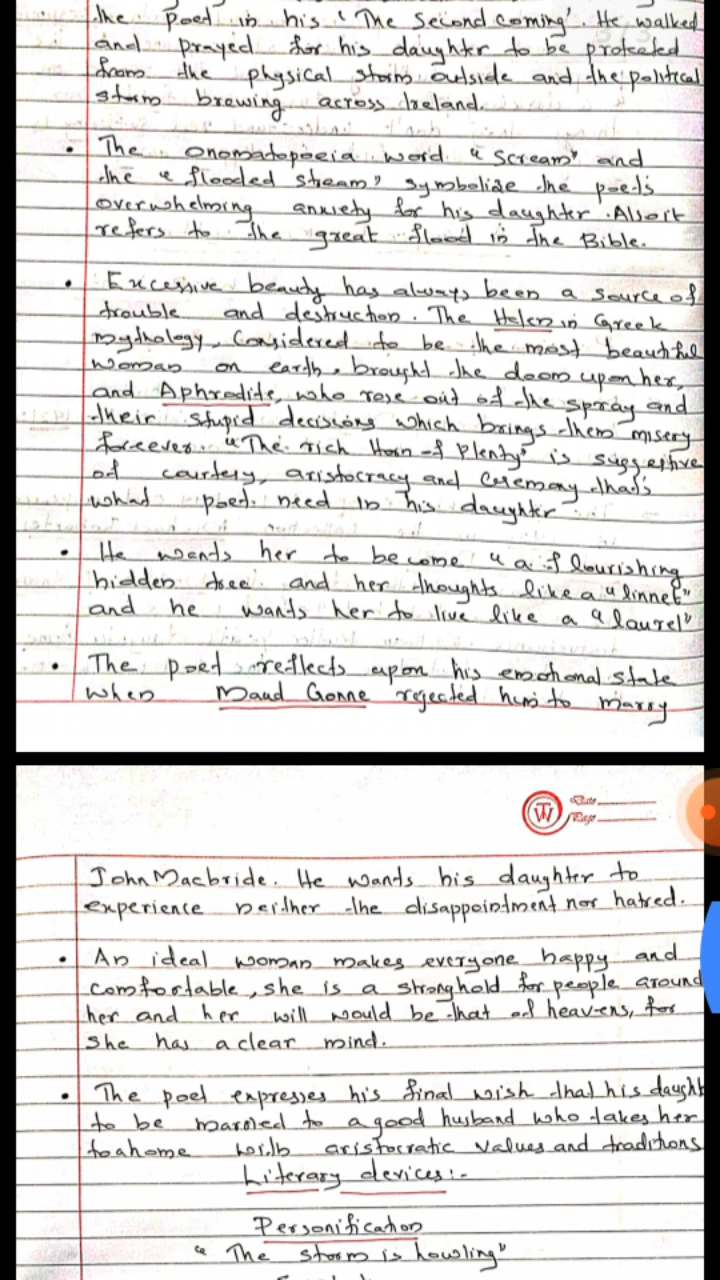 the poet in his "The Second coming". He walked
and prayed for his daughter to be protected
from the physical storm outside and the political
storm brewing across Ireland.
• The onomatopoeia word "Scream" and
the "flooded stream" symbolize the poet's
overwhelming anxiety for his daughter. Also it
refers to the great flood in the Bible.
• Excessive beauty has always been a source of
trouble and destruction. The Helen in Greek
mythology, Considered to be the most beautiful
woman on earth, brought the doom upon her,
and Aphrodite, who rose out of the spray and
their stupid decisions which brings them misery
forever. "The rich Horn of Plenty" is suggestive
of courtesy, aristocracy and Ceremony that's
what poet need in his daughter
• He wants her to become "a flourishing
hidden tree and her thoughts like a "linnet"
and he wants her to live like a "laurel"
• The poet reflects upon his emotional state
when Maud Gonne rejected him to marry
Date
Page
John Macbride. He wants his daughter to
experience neither the disappointment nor hatred.
• An ideal woman makes everyone happy and
comfortable, she is a stronghold for people around
her and her will would be that of heavens, for
she has a clear mind.
• The poet expresses his final wish that his daught
to be married to a good husband who takes her
to a home with aristocratic values and traditions
Literary devices:-
Personification
"The storm is howling"